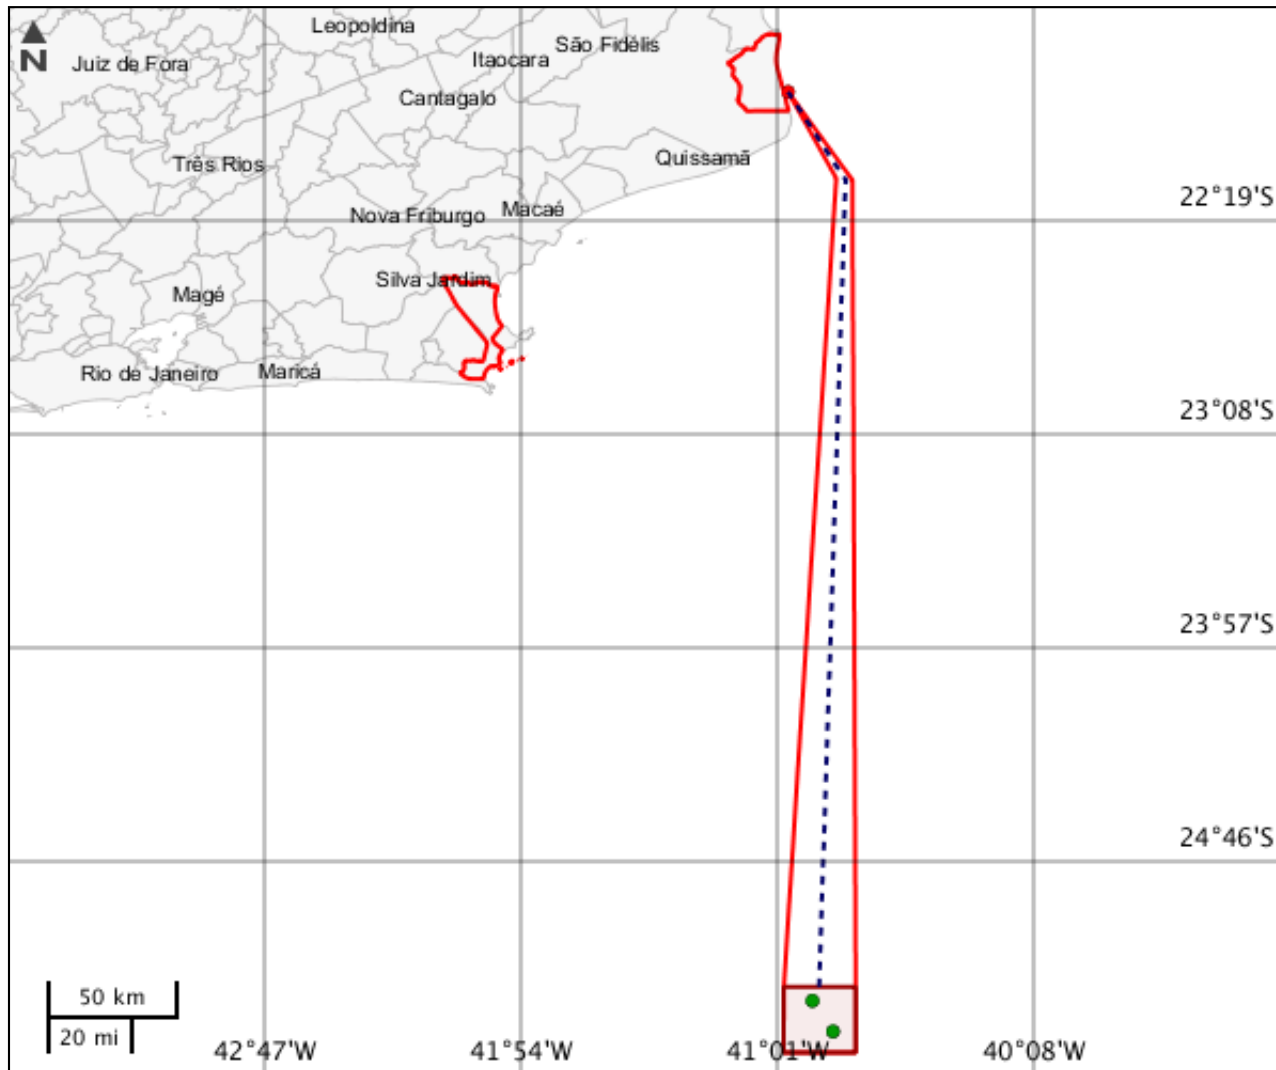 Leopoldina
São Fidélis
N
Juiz de Fora
Itaocara
Cantagalo
Três Rios
Quissamã
22°19'S
Nova Friburgo
Macaé
Silva Jardim
Magé
Rio de Janeiro
Maricá
23°08'S
23°57'S
24°46'S
50 km
20 mi
42°47'W
41°54'W
41°01'W
40°08'W